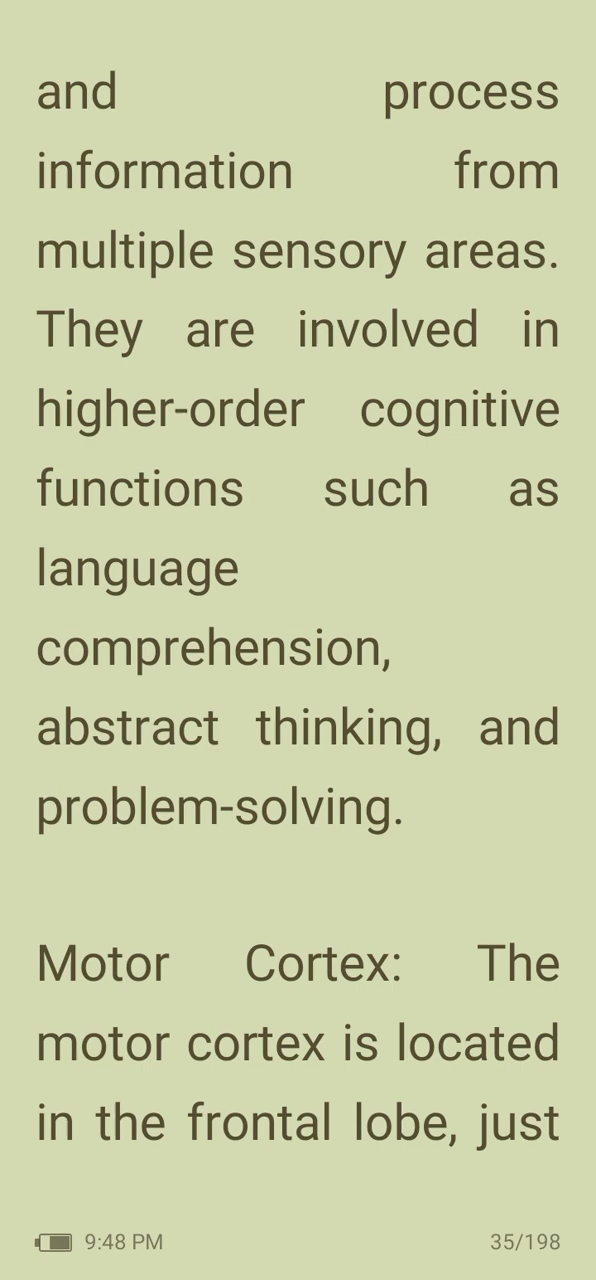 and process
information from
multiple sensory areas.
They are involved in
higher-order cognitive
functions such as
language
comprehension,
abstract thinking, and
problem-solving.
Motor Cortex: The
motor cortex is located
in the frontal lobe, just
9:48 PM 35/198